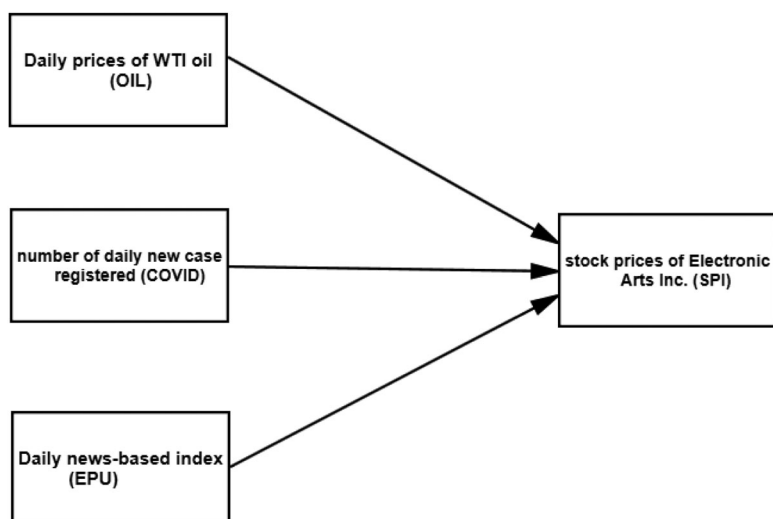 Daily prices of WTI oil
(OIL)
number of daily new case
registered (COVID)
stock prices of Electronic
Arts Inc. (SPI)
Daily news-based index
(EPU)